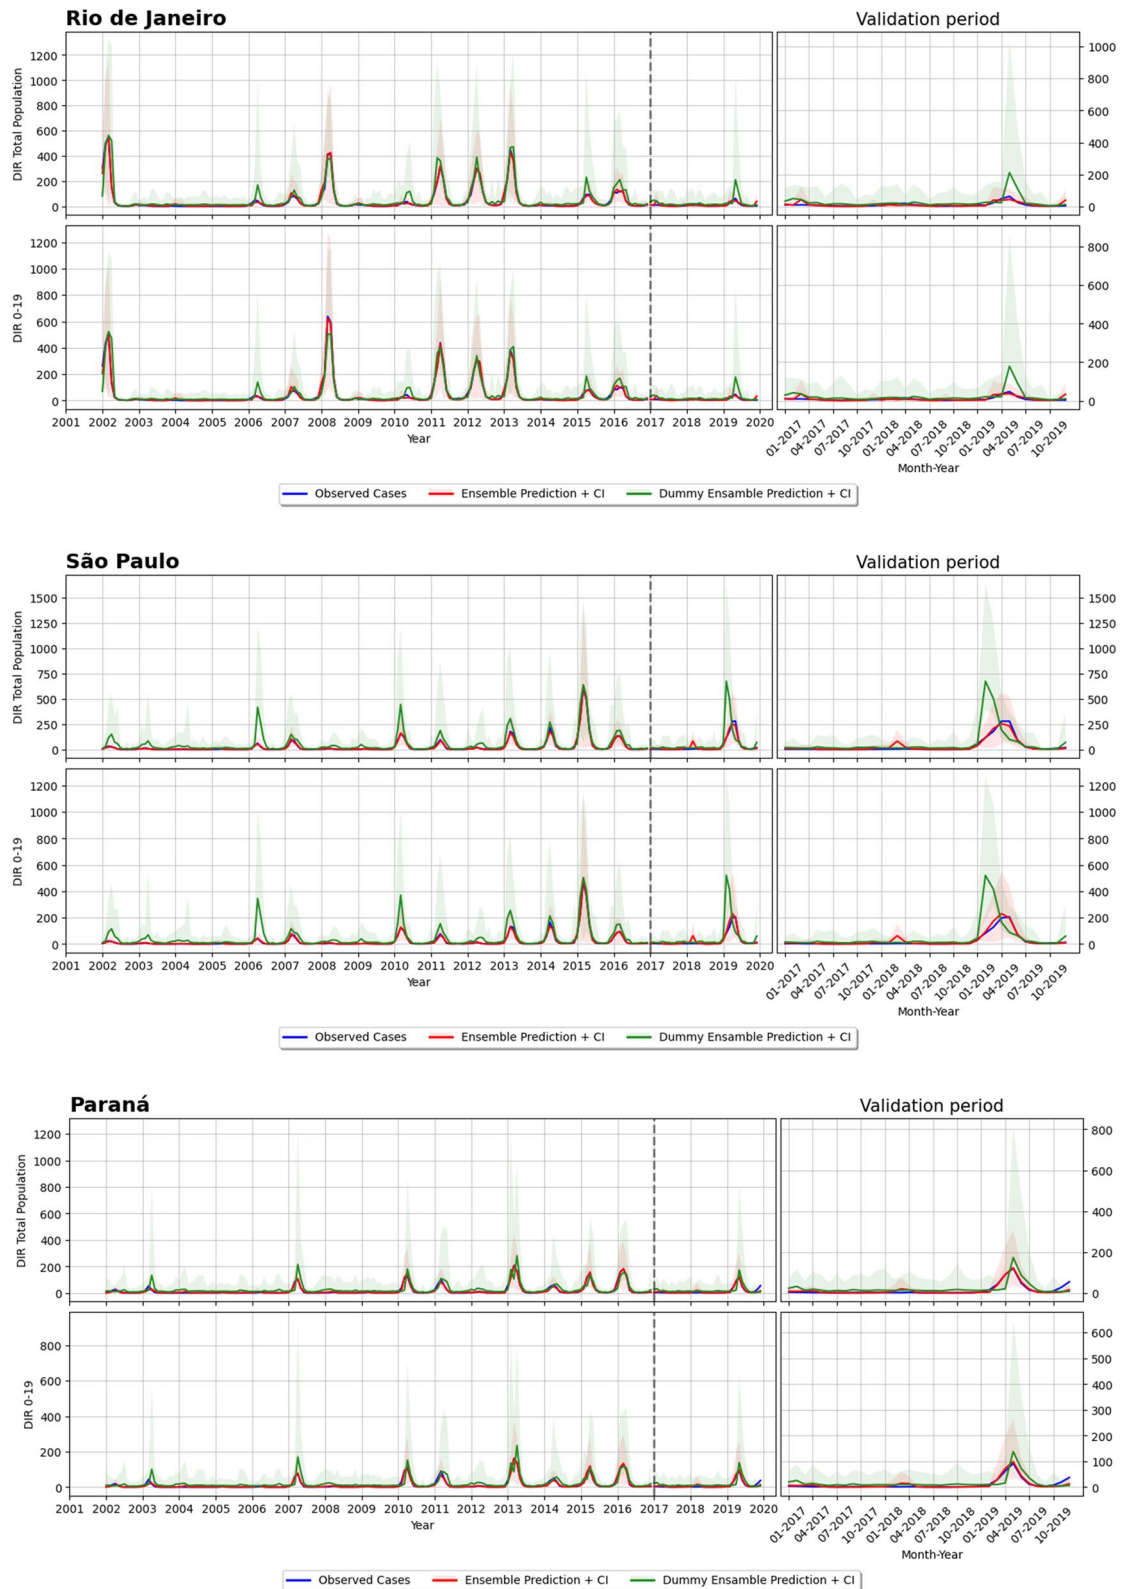 Rio de Janeiro
Validation period
DIR Total Population
1200
1000
800
600
400
200
0
1000
800
600
400
200
0
DIR 0-19
1200
1000
800
600
400
200
0
800
600
400
200
0
2001 2002 2003 2004 2005 2006 2007 2008 2009 2010 2011 2012 2013 2014 2015 2016 2017 2018 2019 2020
Year
01-2017 04-2017 07-2017 10-2017 01-2018 04-2018 07-2018 10-2018 01-2019 04-2019 07-2019 10-2019
Month-Year
Observed Cases Ensemble Prediction + CI Dummy Ensamble Prediction + CI
São Paulo
Validation period
DIR Total Population
1500
1250
1000
750
500
250
0
1500
1250
1000
750
500
250
0
DIR 0-19
1200
1000
800
600
400
200
0
1200
1000
800
600
400
200
0
2001 2002 2003 2004 2005 2006 2007 2008 2009 2010 2011 2012 2013 2014 2015 2016 2017 2018 2019 2020
Year
01-2017 04-2017 07-2017 10-2017 01-2018 04-2018 07-2018 10-2018 01-2019 04-2019 07-2019 10-2019
Month-Year
Observed Cases Ensemble Prediction + CI Dummy Ensamble Prediction + CI
Paraná
Validation period
DIR Total Population
1200
1000
800
600
400
200
0
800
600
400
200
0
DIR 0-19
800
600
400
200
0
600
500
400
300
200
100
0
2001 2002 2003 2004 2005 2006 2007 2008 2009 2010 2011 2012 2013 2014 2015 2016 2017 2018 2019 2020
Year
01-2017 04-2017 07-2017 10-2017 01-2018 04-2018 07-2018 10-2018 01-2019 04-2019 07-2019 10-2019
Month-Year
Observed Cases Ensemble Prediction + CI Dummy Ensamble Prediction + CI